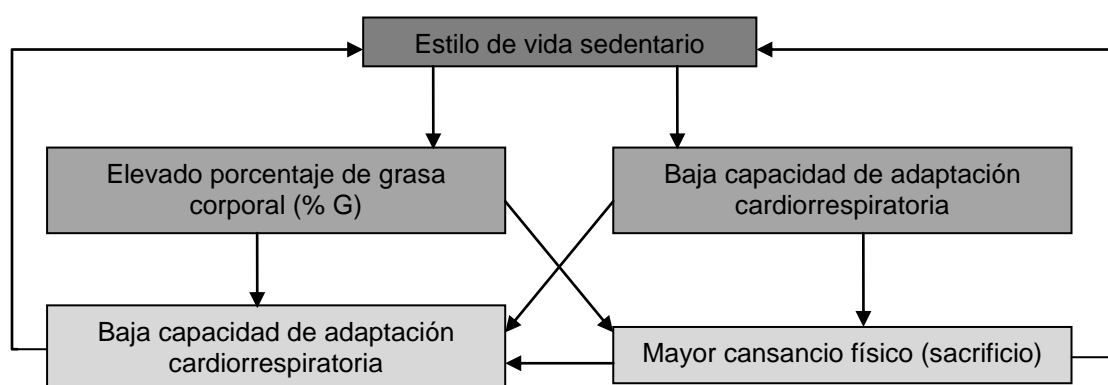 Estilo de vida sedentario
Elevado porcentaje de grasa
corporal (% G)
Baja capacidad de adaptación
cardiorrespiratoria
Baja capacidad de adaptación
cardiorrespiratoria
Mayor cansancio físico (sacrificio)